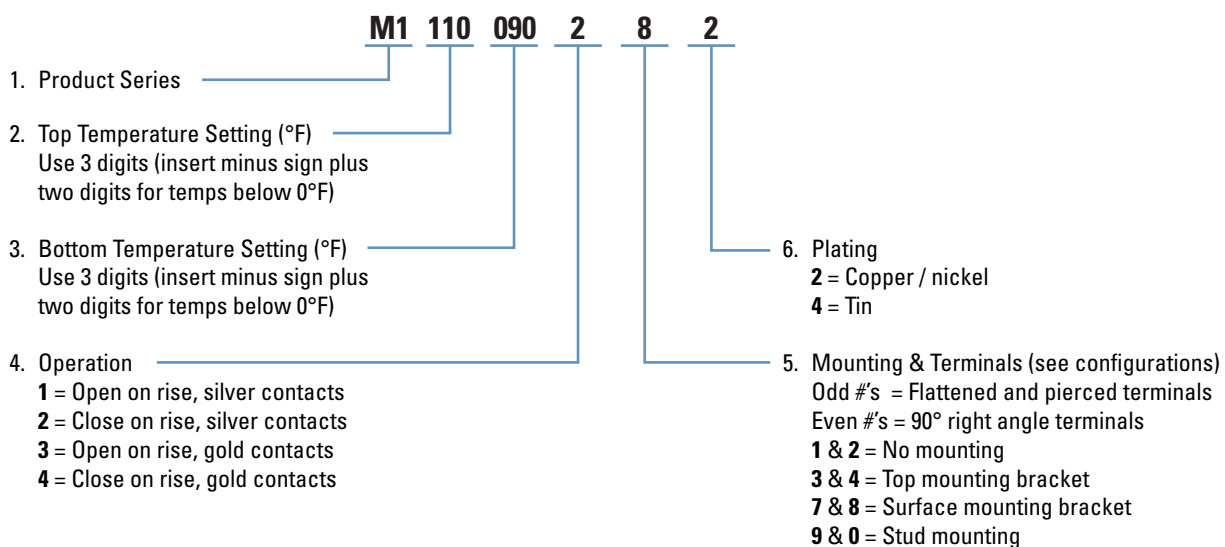 M1 110 090 2 8 2
1. Product Series
2. Top Temperature Setting (°F)
Use 3 digits (insert minus sign plus
two digits for temps below 0°F)
3. Bottom Temperature Setting (°F)
Use 3 digits (insert minus sign plus
two digits for temps below 0°F)
4. Operation
1 = Open on rise, silver contacts
2 = Close on rise, silver contacts
3 = Open on rise, gold contacts
4 = Close on rise, gold contacts
6. Plating
2 = Copper / nickel
4 = Tin
5. Mounting & Terminals (see configurations)
Odd #'s = Flattened and pierced terminals
Even #'s = 90° right angle terminals
1 & 2 = No mounting
3 & 4 = Top mounting bracket
7 & 8 = Surface mounting bracket
9 & 0 = Stud mounting